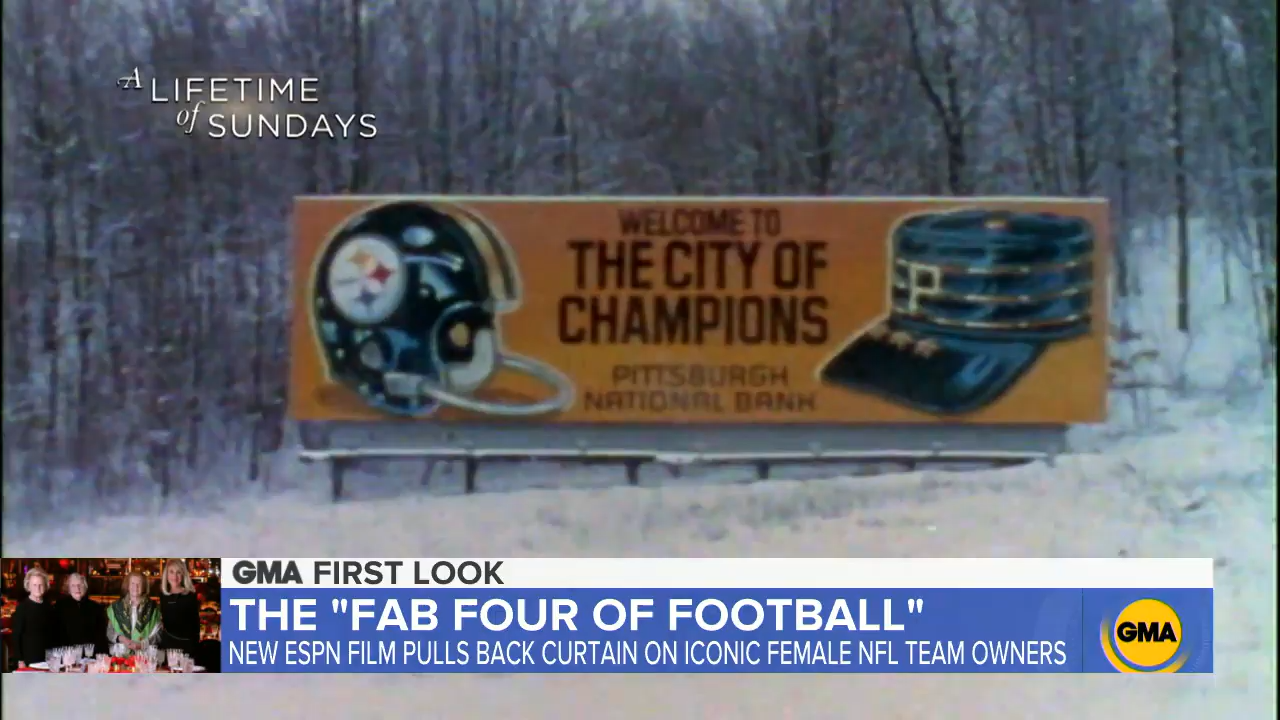 A LIFETIME
of SUNDAYS
WELCOME TO
THE CITY OF
CHAMPIONS
PITTSBURGH
NATIONAL BANK
P
GMA FIRST LOOK
THE "FAB FOUR OF FOOTBALL"
NEW ESPN FILM PULLS BACK CURTAIN ON ICONIC FEMALE NFL TEAM OWNERS
GMA